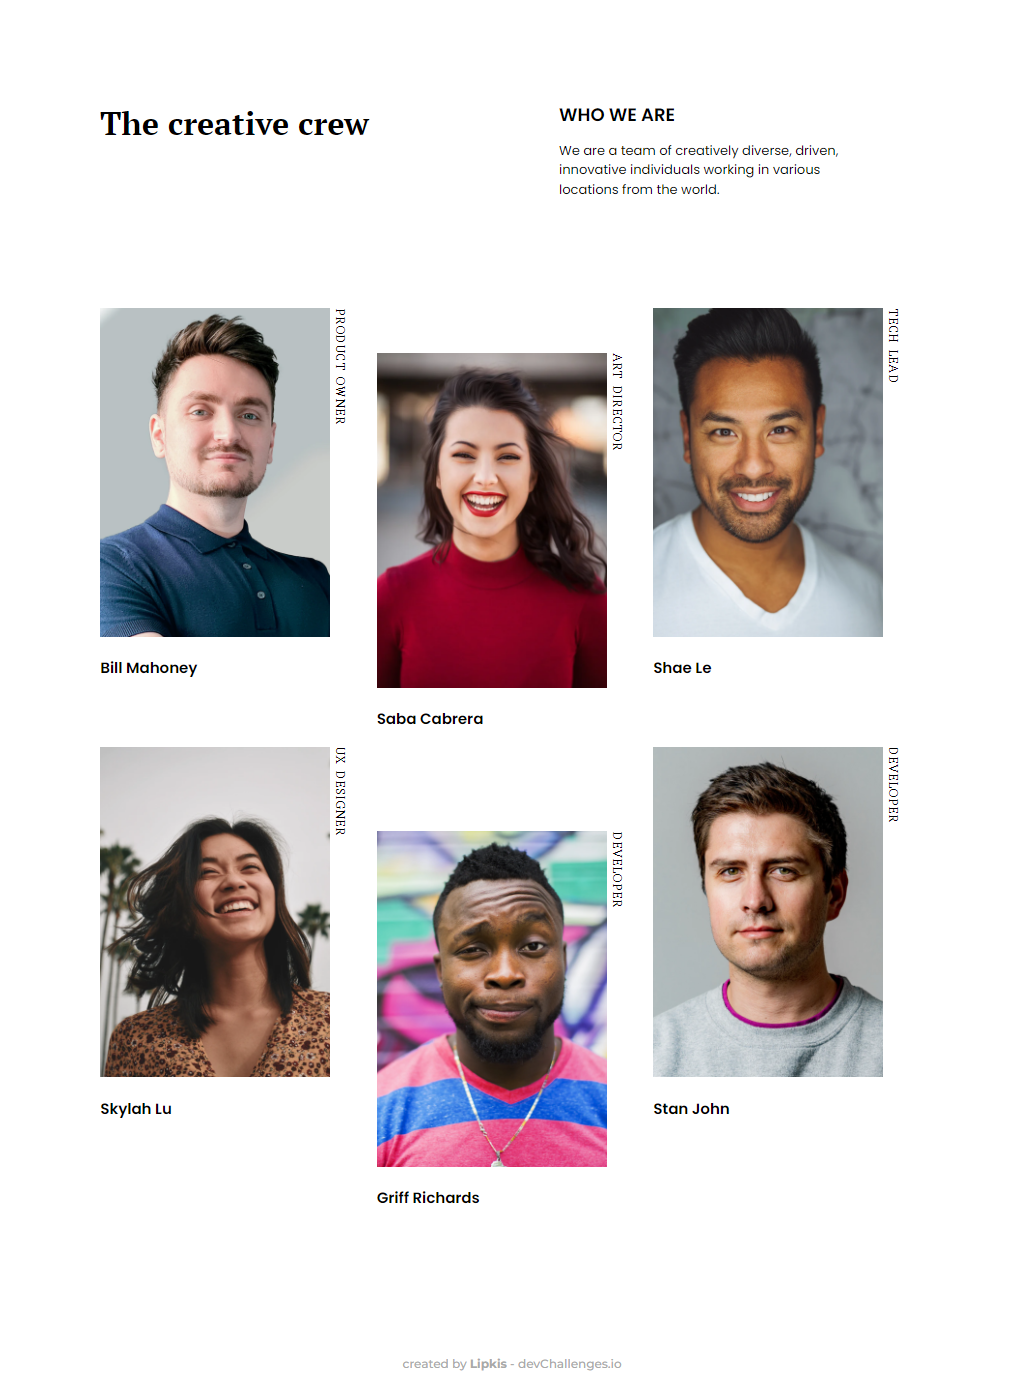 The creative crew
WHO WE ARE
We are a team of creatively diverse, driven,
innovative individuals working in various
locations from the world.
PRODUCT OWNER
Bill Mahoney
ART DIRECTOR
Saba Cabrera
TECH LEAD
Shae Le
UX DESIGNER
Skylah Lu
DEVELOPER
Griff Richards
DEVELOPER
Stan John
created by Lipkis - devChallenges.io